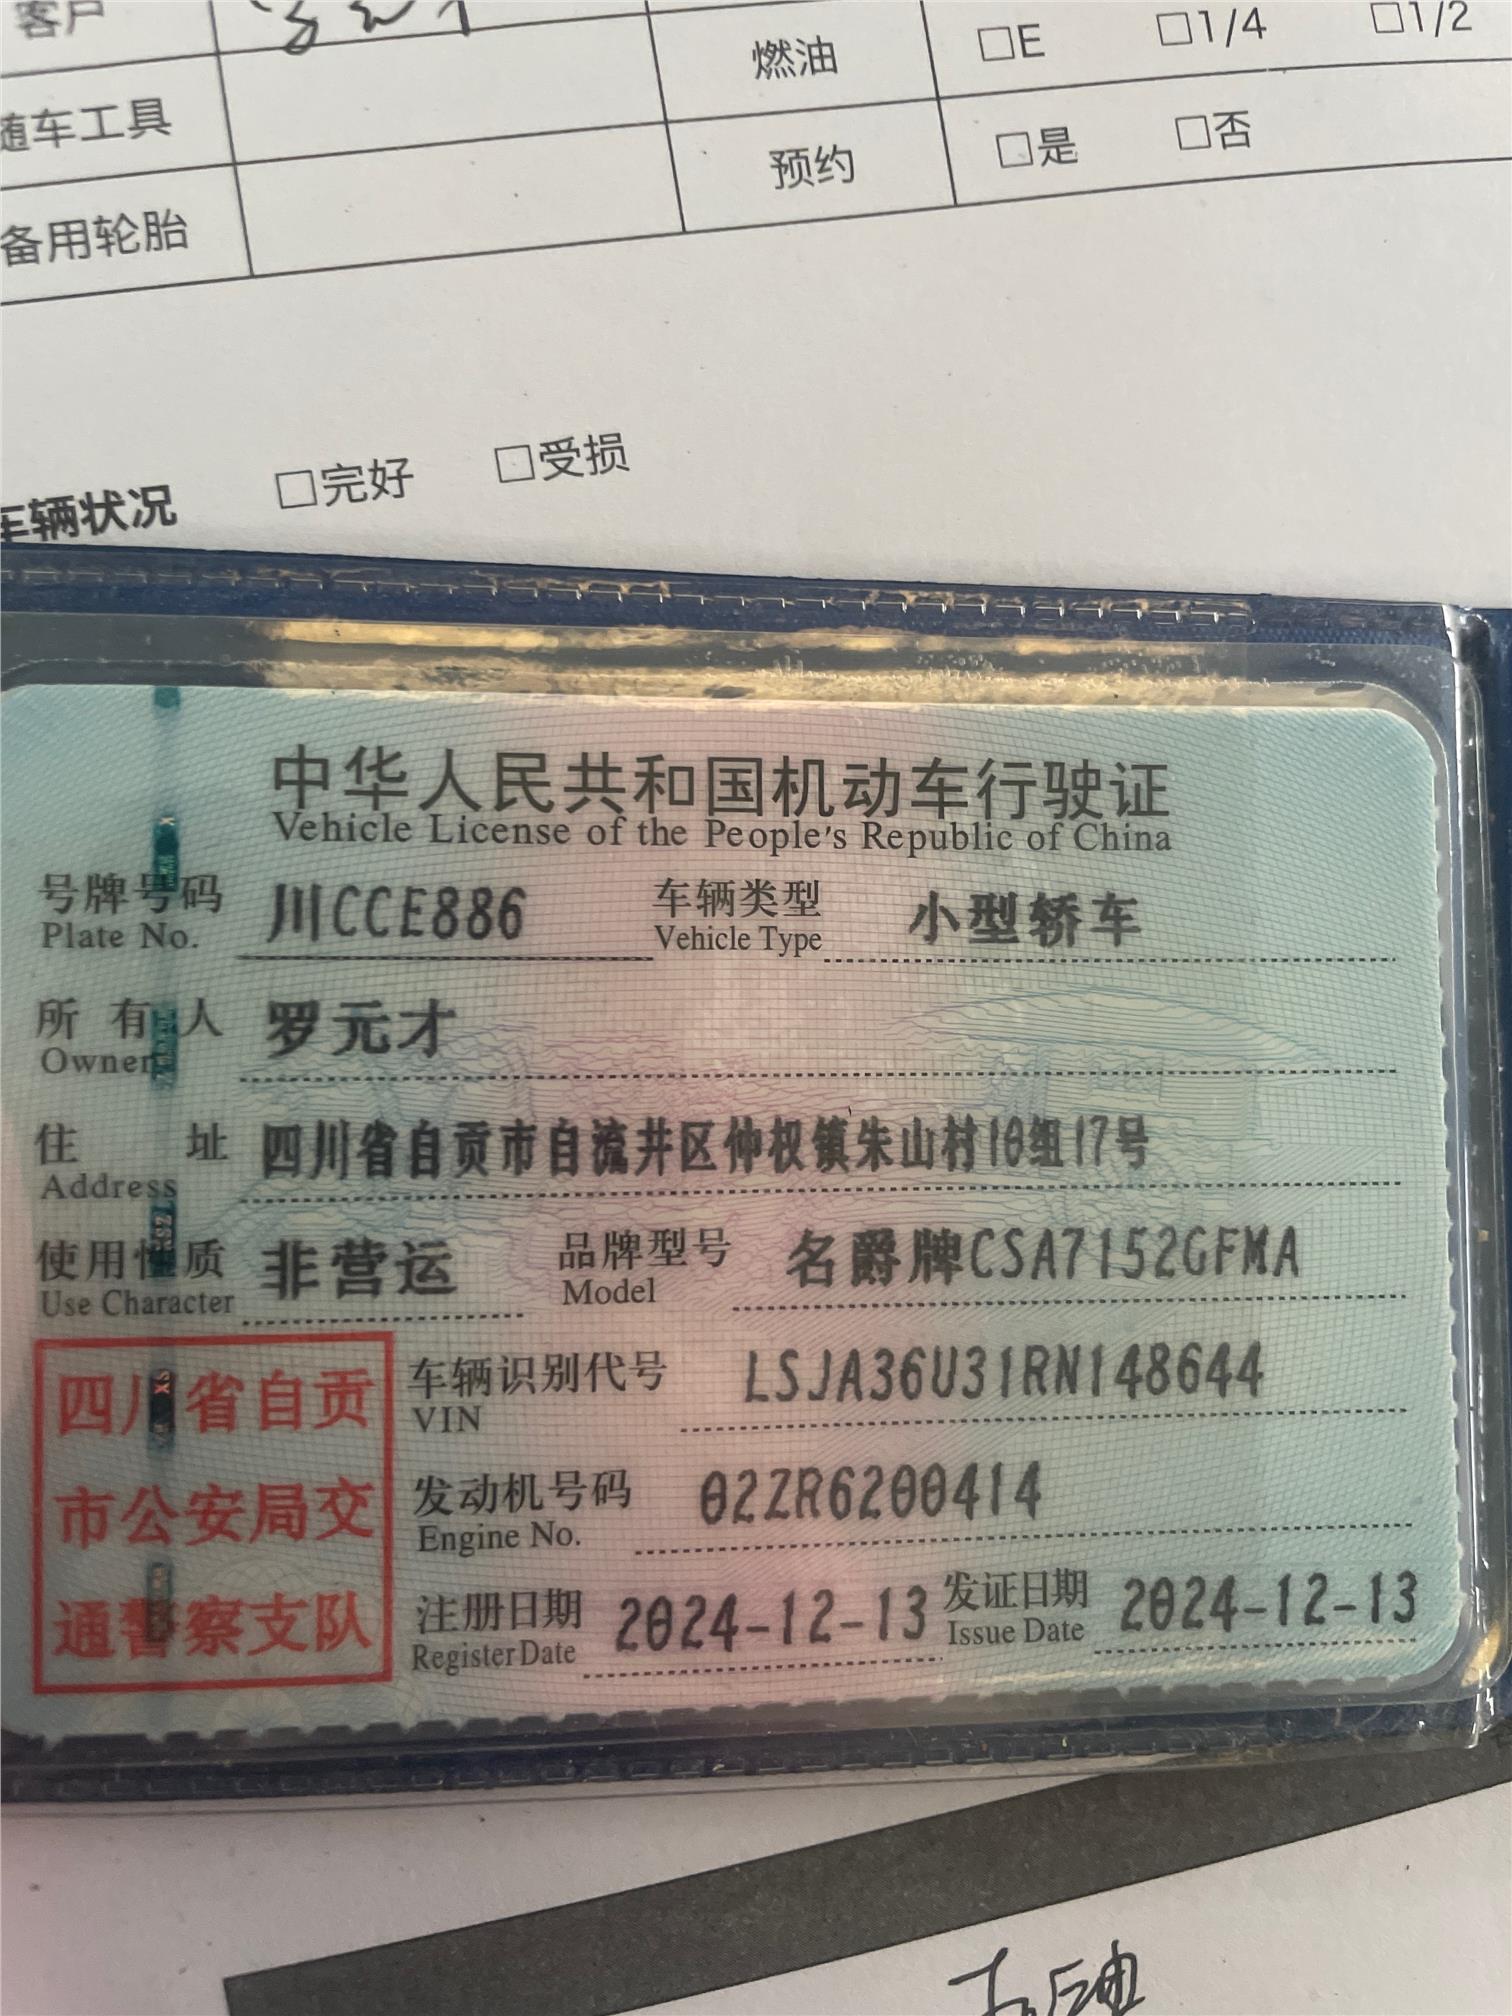 客户
燃油 □E □1/4 □1/2
随车工具
预约 □是 □否
备用轮胎
车辆状况 □完好 □受损
中华人民共和国机动车行驶证
Vehicle License of the People's Republic of China
号牌号码 川CCE886 车辆类型 小型轿车
Plate No. Vehicle Type
所有人 罗元才
Owner
住址 四川省自贡市自流井区仲权镇朱山村10组17号
Address
使用性质 非营运 品牌型号 名爵牌CSA7152GFMA
Use Character Model
四川省自贡
市公安局交
通警察支队
车辆识别代号 LSJA36U31RN148644
VIN
发动机号码 02ZR6200414
Engine No.
注册日期 2024-12-13 发证日期 2024-12-13
Register Date Issue Date